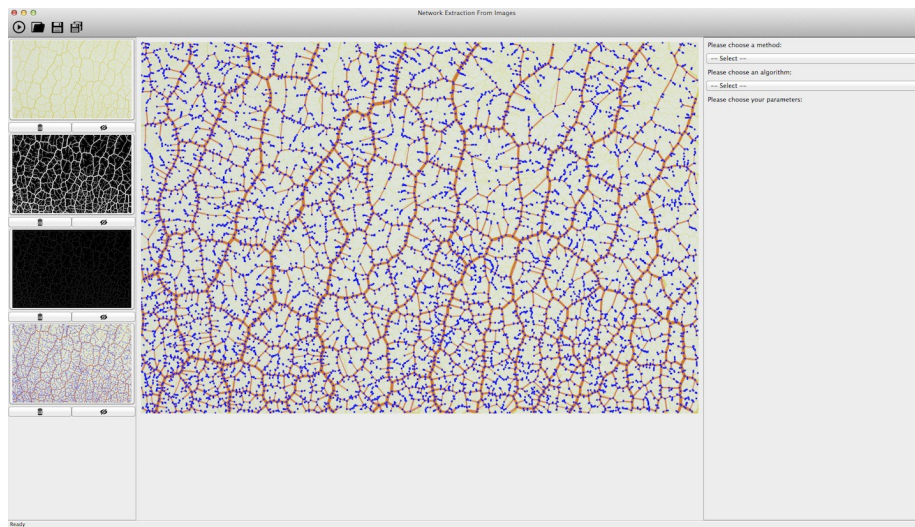 Network Extraction From Images
Please choose a method:
-- Select --
Please choose an algorithm:
-- Select --
Please choose your parameters:
Ready